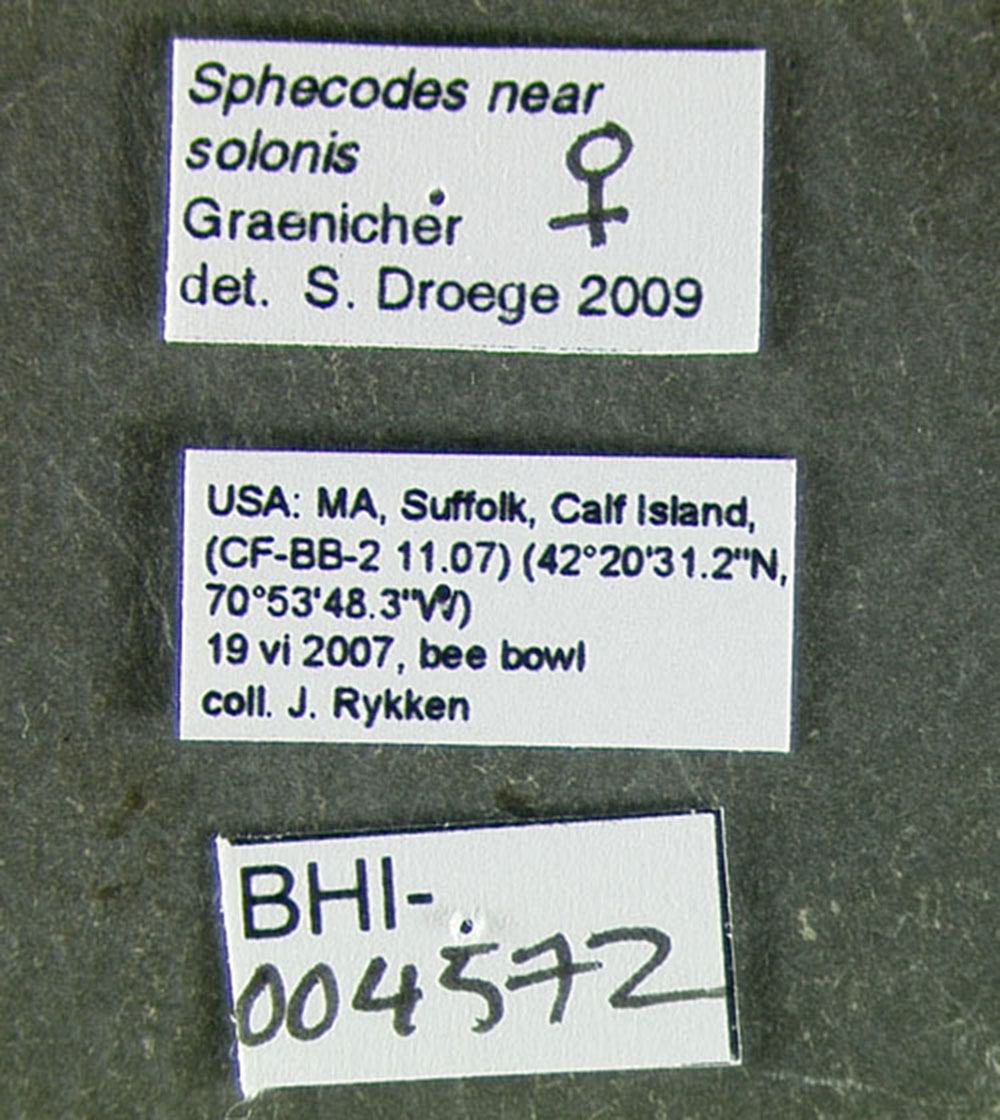 Sphecodes near
solonis ♀
Graenicher
det. S. Droege 2009
USA: MA, Suffolk, Calf Island,
(CF-BB-2 11.07) (42°20'31.2"N,
70°53'48.3"W)
19 vi 2007, bee bowl
coll. J. Rykken
BHI-
004572